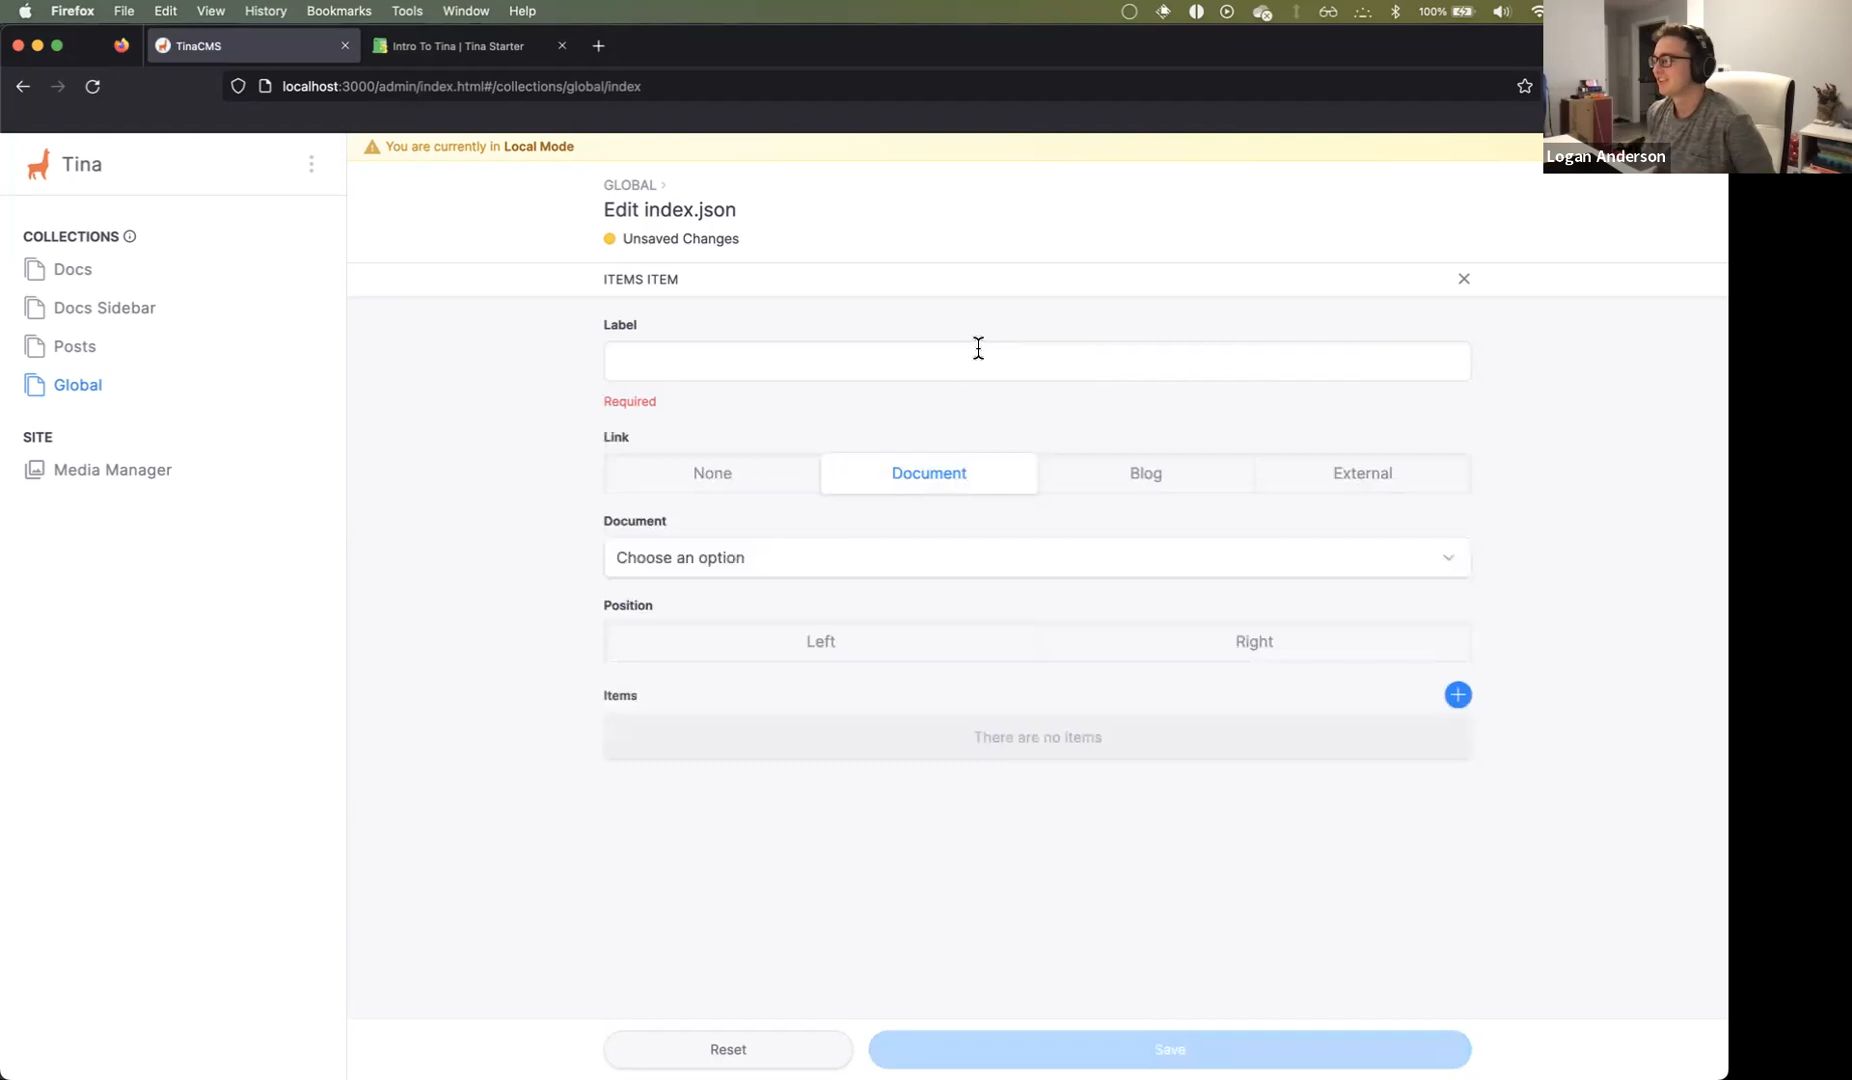 Firefox File Edit View History Bookmarks Tools Window Help 100%
TinaCMS Intro To Tina | Tina Starter
localhost:3000/admin/index.html#/collections/global/index
Logan Anderson
You are currently in Local Mode
Tina
GLOBAL
Edit index.json
Unsaved Changes
COLLECTIONS
Docs
Docs Sidebar
Posts
Global
SITE
Media Manager
ITEMS ITEM
Label
Required
Link
None Document Blog External
Document
Choose an option
Position
Left Right
Items
There are no items
Reset Save